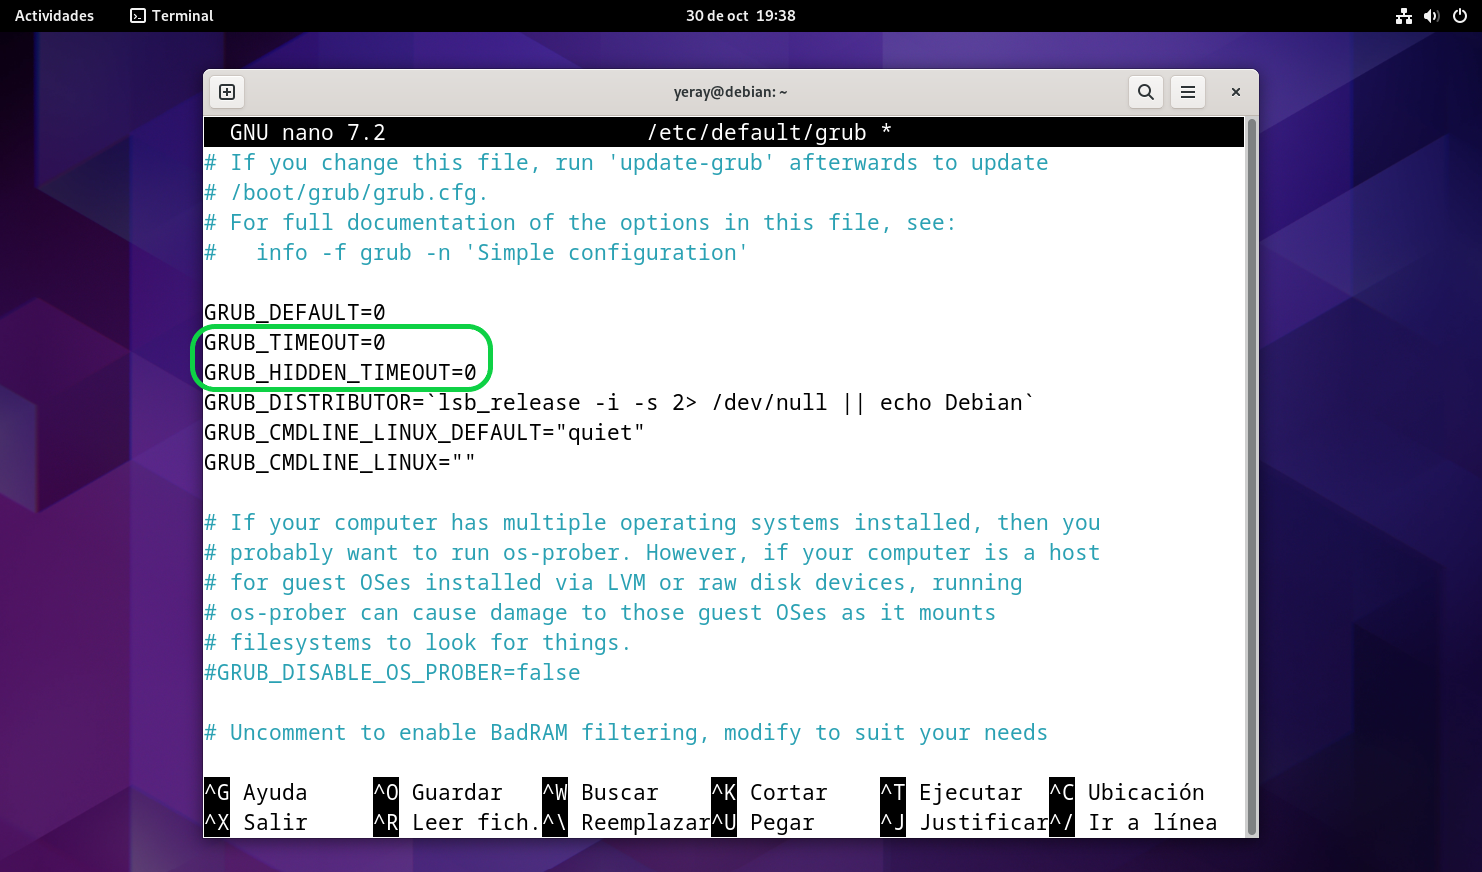 Actividades Terminal 30 de oct 19:38
yeray@debian: ~
GNU nano 7.2 /etc/default/grub *
# If you change this file, run 'update-grub' afterwards to update
# /boot/grub/grub.cfg.
# For full documentation of the options in this file, see:
#   info -f grub -n 'Simple configuration'
GRUB_DEFAULT=0
GRUB_TIMEOUT=0
GRUB_HIDDEN_TIMEOUT=0
GRUB_DISTRIBUTOR=`lsb_release -i -s 2> /dev/null || echo Debian`
GRUB_CMDLINE_LINUX_DEFAULT="quiet"
GRUB_CMDLINE_LINUX=""
# If your computer has multiple operating systems installed, then you
# probably want to run os-prober. However, if your computer is a host
# for guest OSes installed via LVM or raw disk devices, running
# os-prober can cause damage to those guest OSes as it mounts
# filesystems to look for things.
#GRUB_DISABLE_OS_PROBER=false
# Uncomment to enable BadRAM filtering, modify to suit your needs
^G Ayuda ^O Guardar ^W Buscar ^K Cortar ^T Ejecutar ^C Ubicación
^X Salir ^R Leer fich. ^\ Reemplazar ^U Pegar ^J Justificar ^/ Ir a línea